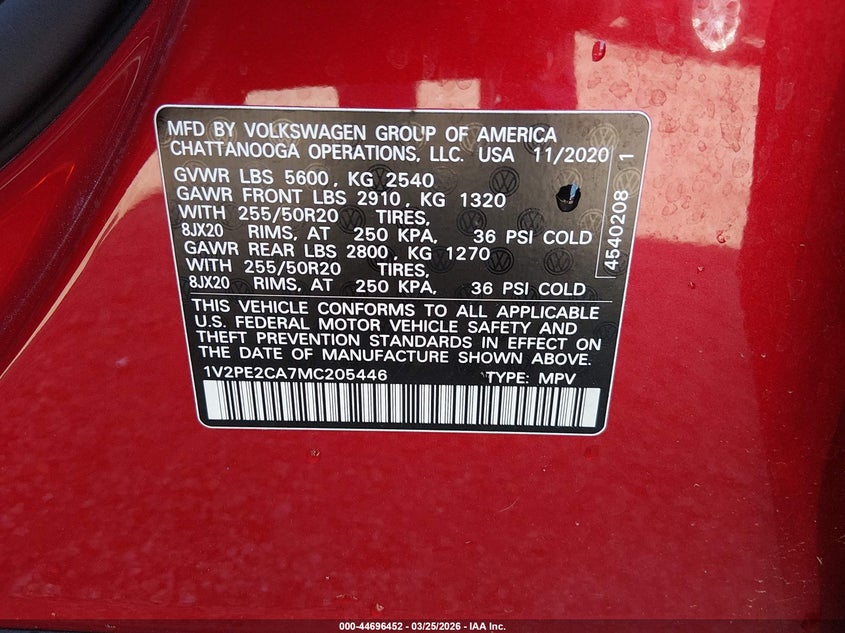 MFD BY VOLKSWAGEN GROUP OF AMERICA
CHATTANOOGA OPERATIONS, LLC. USA 11/2020
GVWR LBS 5600 , KG 2540
GAWR FRONT LBS 2910 , KG 1320
WITH 255/50R20 TIRES,
8JX20 RIMS, AT 250 KPA, 36 PSI COLD
GAWR REAR LBS 2800 , KG 1270
WITH 255/50R20 TIRES,
8JX20 RIMS, AT 250 KPA, 36 PSI COLD
4540208 1
THIS VEHICLE CONFORMS TO ALL APPLICABLE
U.S. FEDERAL MOTOR VEHICLE SAFETY AND
THEFT PREVENTION STANDARDS IN EFFECT ON
THE DATE OF MANUFACTURE SHOWN ABOVE.
1V2PE2CA7MC205446 TYPE: MPV
000-44696452 - 03/25/2026 - IAA Inc.